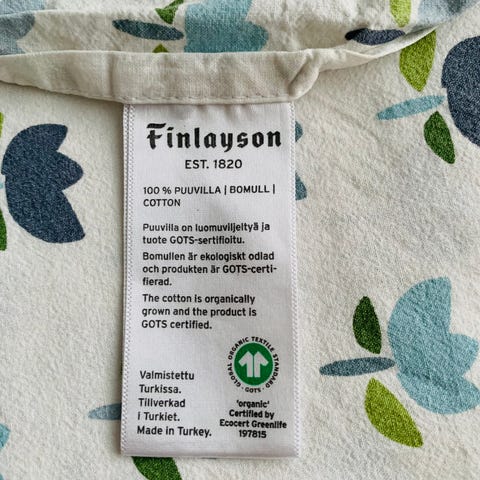 Finlayson
EST. 1820
100 % PUUVILLA | BOMULL |
COTTON
Puuvilla on luomuviljeltyä ja
tuote GOTS-sertifioitu.
Bomullen är ekologiskt odlad
och produkten är GOTS-certi-
fierad.
The cotton is organically
grown and the product is
GOTS certified.
GLOBAL ORGANIC TEXTILE STANDARD
· GOTS ·
Valmistettu
Turkissa.
Tillverkad
i Turkiet.
Made in Turkey.
'organic'
Certified by
Ecocert Greenlife
197815